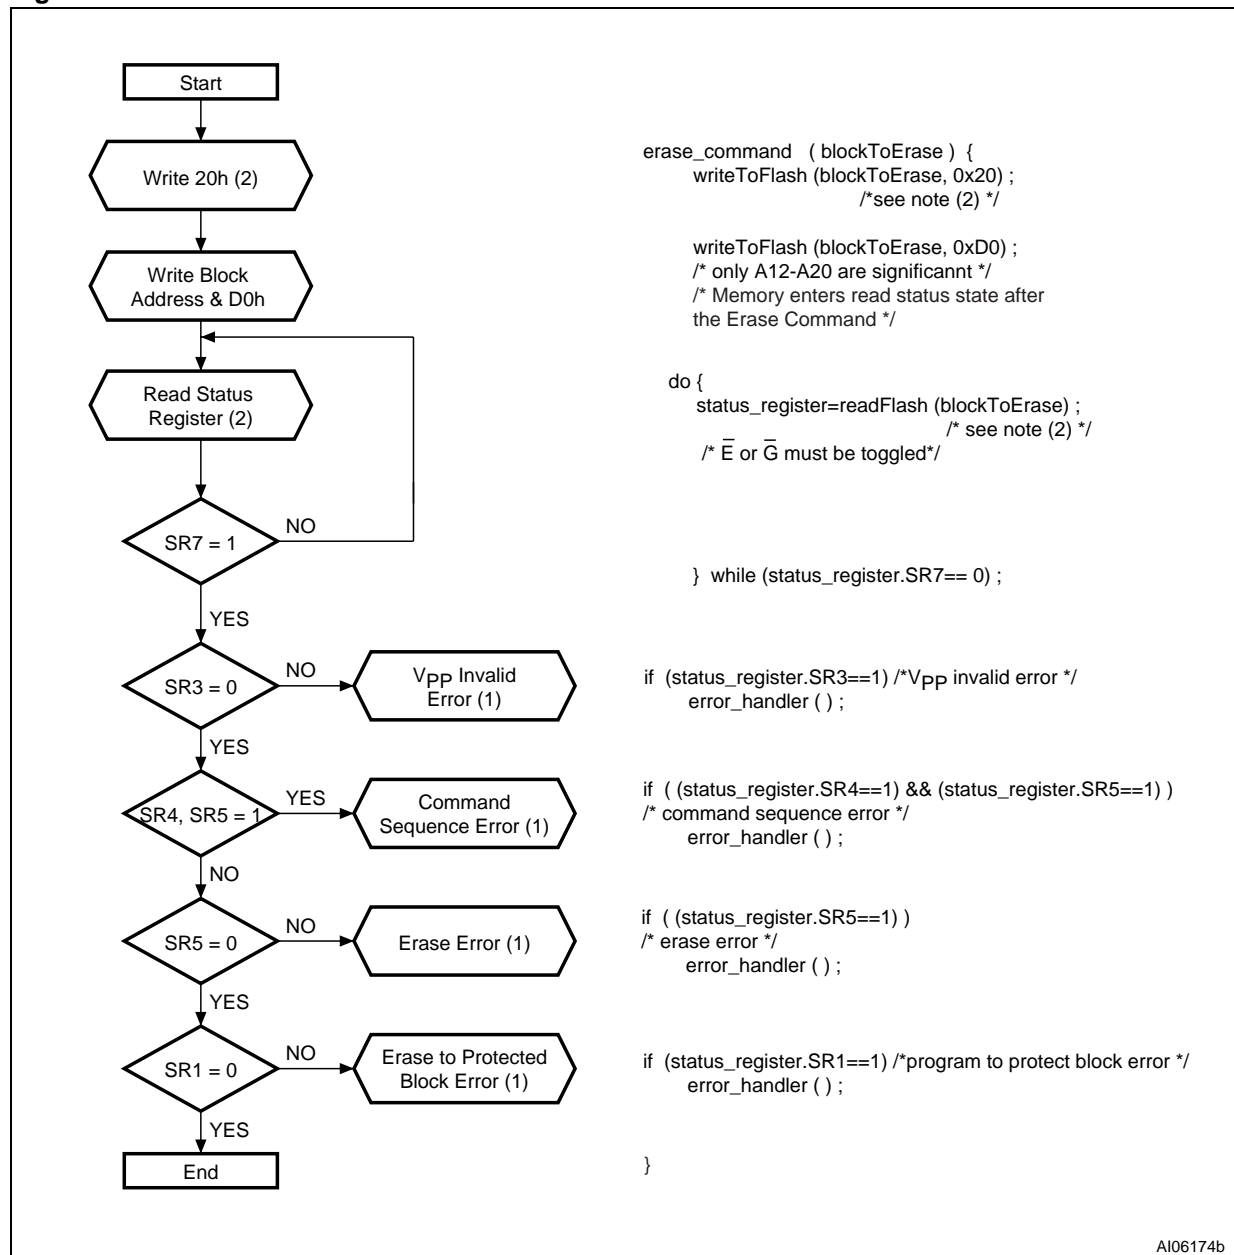 Start
Write 20h (2)
Write Block
Address & D0h
Read Status
Register (2)
NO
SR7 = 1
YES
NO
SR3 = 0
VPP Invalid
Error (1)
YES
YES
SR4, SR5 = 1
Command
Sequence Error (1)
NO
NO
SR5 = 0
Erase Error (1)
YES
NO
SR1 = 0
Erase to Protected
Block Error (1)
YES
End
erase_command ( blockToErase ) {
writeToFlash (blockToErase, 0x20) ;
/*see note (2) */
writeToFlash (blockToErase, 0xD0) ;
/* only A12-A20 are significannt */
/* Memory enters read status state after
the Erase Command */
do {
status_register=readFlash (blockToErase) ;
/* see note (2) */
/* E̅ or G̅ must be toggled*/
} while (status_register.SR7== 0) ;
if (status_register.SR3==1) /*VPP invalid error */
error_handler ( ) ;
if ( (status_register.SR4==1) && (status_register.SR5==1) )
/* command sequence error */
error_handler ( ) ;
if ( (status_register.SR5==1) )
/* erase error */
error_handler ( ) ;
if (status_register.SR1==1) /*program to protect block error */
error_handler ( ) ;
}
AI06174b